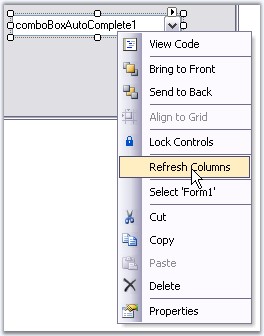 comboBoxAutoComplete1
View Code
Bring to Front
Send to Back
Align to Grid
Lock Controls
Refresh Columns
Select 'Form1'
Cut
Copy
Paste
Delete
Properties